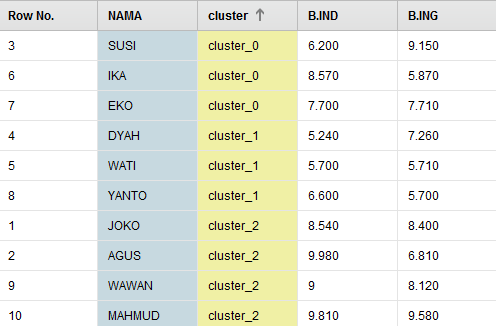 Row No. NAMA cluster ↑ B.IND B.ING
3 SUSI cluster_0 6.200 9.150
6 IKA cluster_0 8.570 5.870
7 EKO cluster_0 7.700 7.710
4 DYAH cluster_1 5.240 7.260
5 WATI cluster_1 5.700 5.710
8 YANTO cluster_1 6.600 5.700
1 JOKO cluster_2 8.540 8.400
2 AGUS cluster_2 9.980 6.810
9 WAWAN cluster_2 9 8.120
10 MAHMUD cluster_2 9.810 9.580